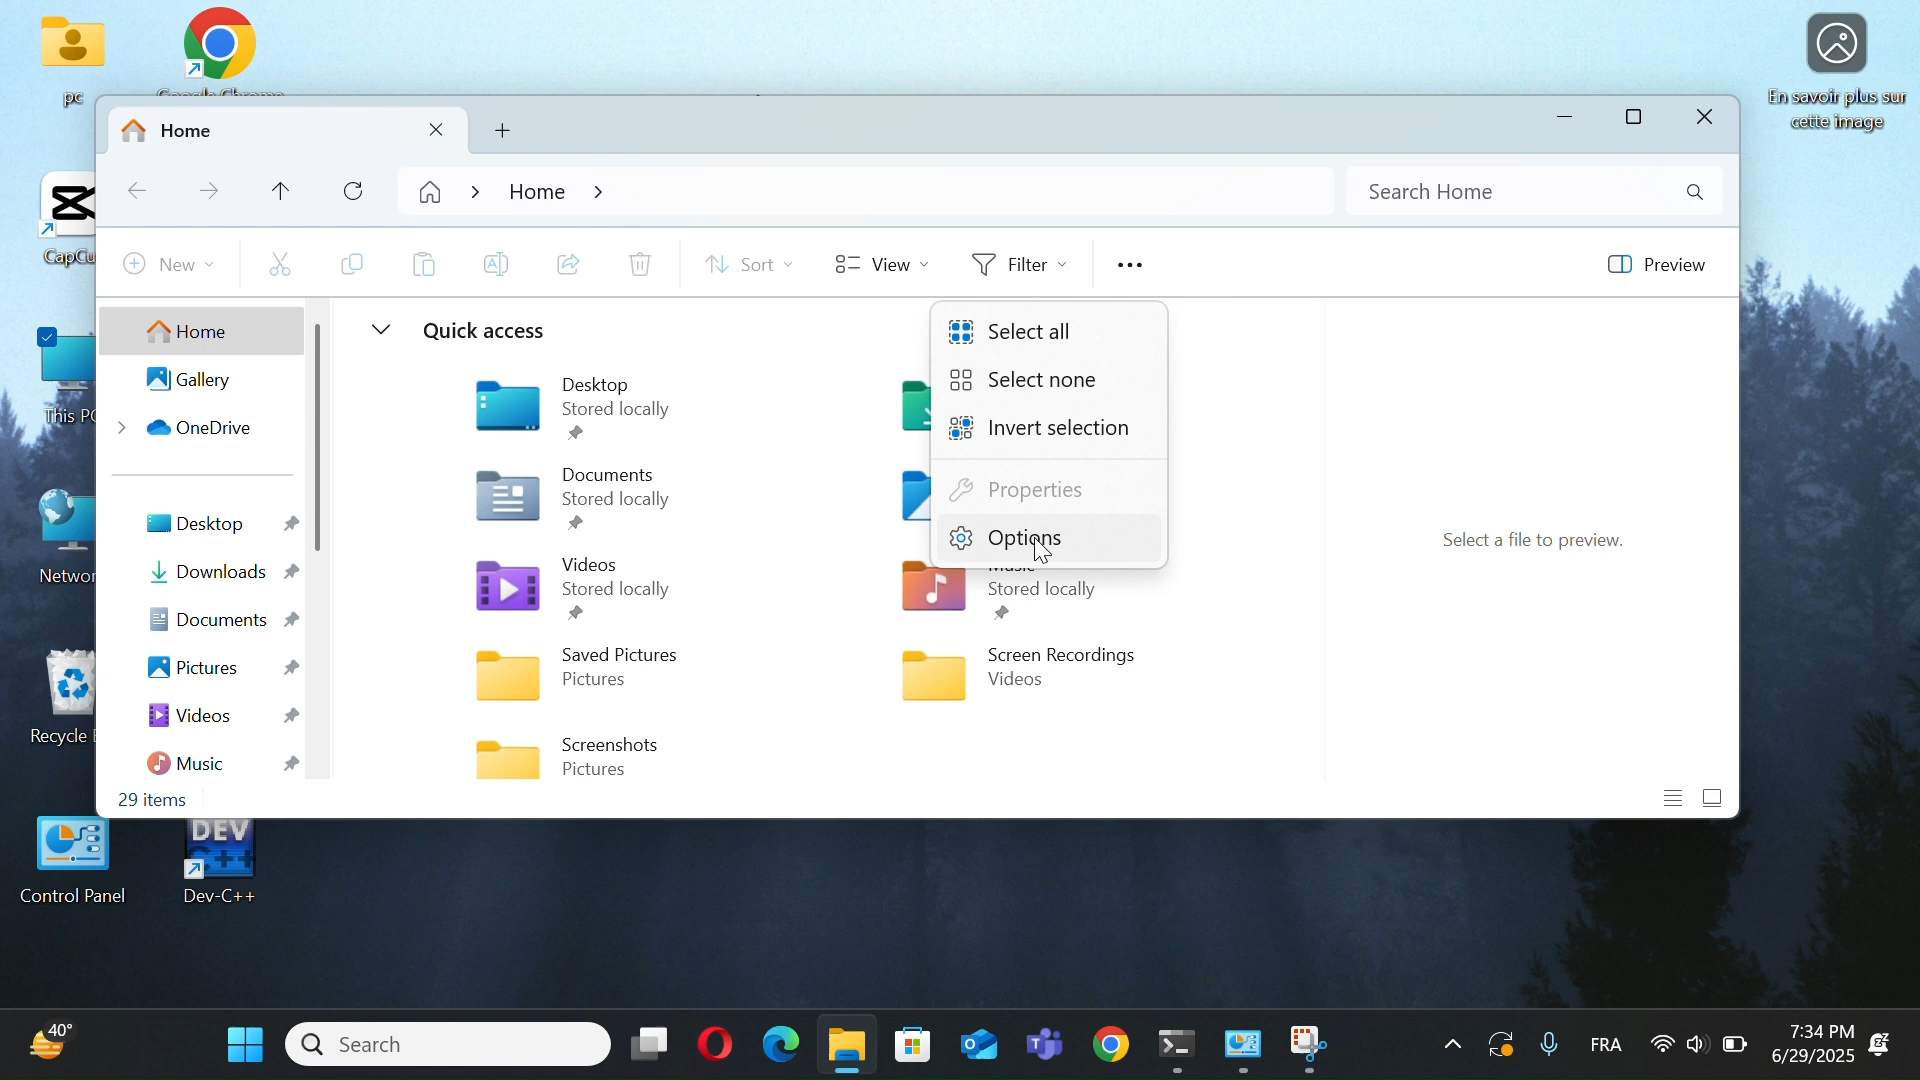 pc
Google Chrome
En savoir plus sur
cette image
Home
Home
Search Home
New
Sort
View
Filter
Preview
CapCu
Home
Quick access
Select all
Gallery
Desktop
Stored locally
Select none
This PC
OneDrive
Invert selection
Documents
Stored locally
Properties
Desktop
Options
Select a file to preview.
Networ
Downloads
Videos
Stored locally
Stored locally
Documents
Pictures
Saved Pictures
Pictures
Screen Recordings
Videos
Videos
Recycle
Screenshots
Pictures
Music
29 items
DEV
C++
Control Panel
Dev-C++
40°
Search
FRA
7:34 PM
6/29/2025